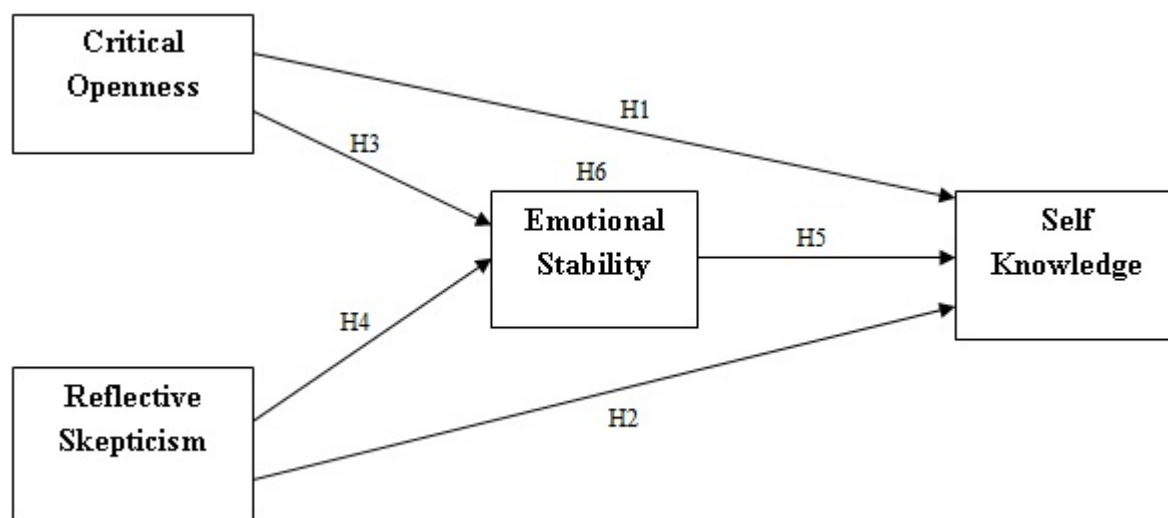 Critical
Openness
H1
H3
H6
Emotional
Stability
H5
Self
Knowledge
H4
Reflective
Skepticism
H2